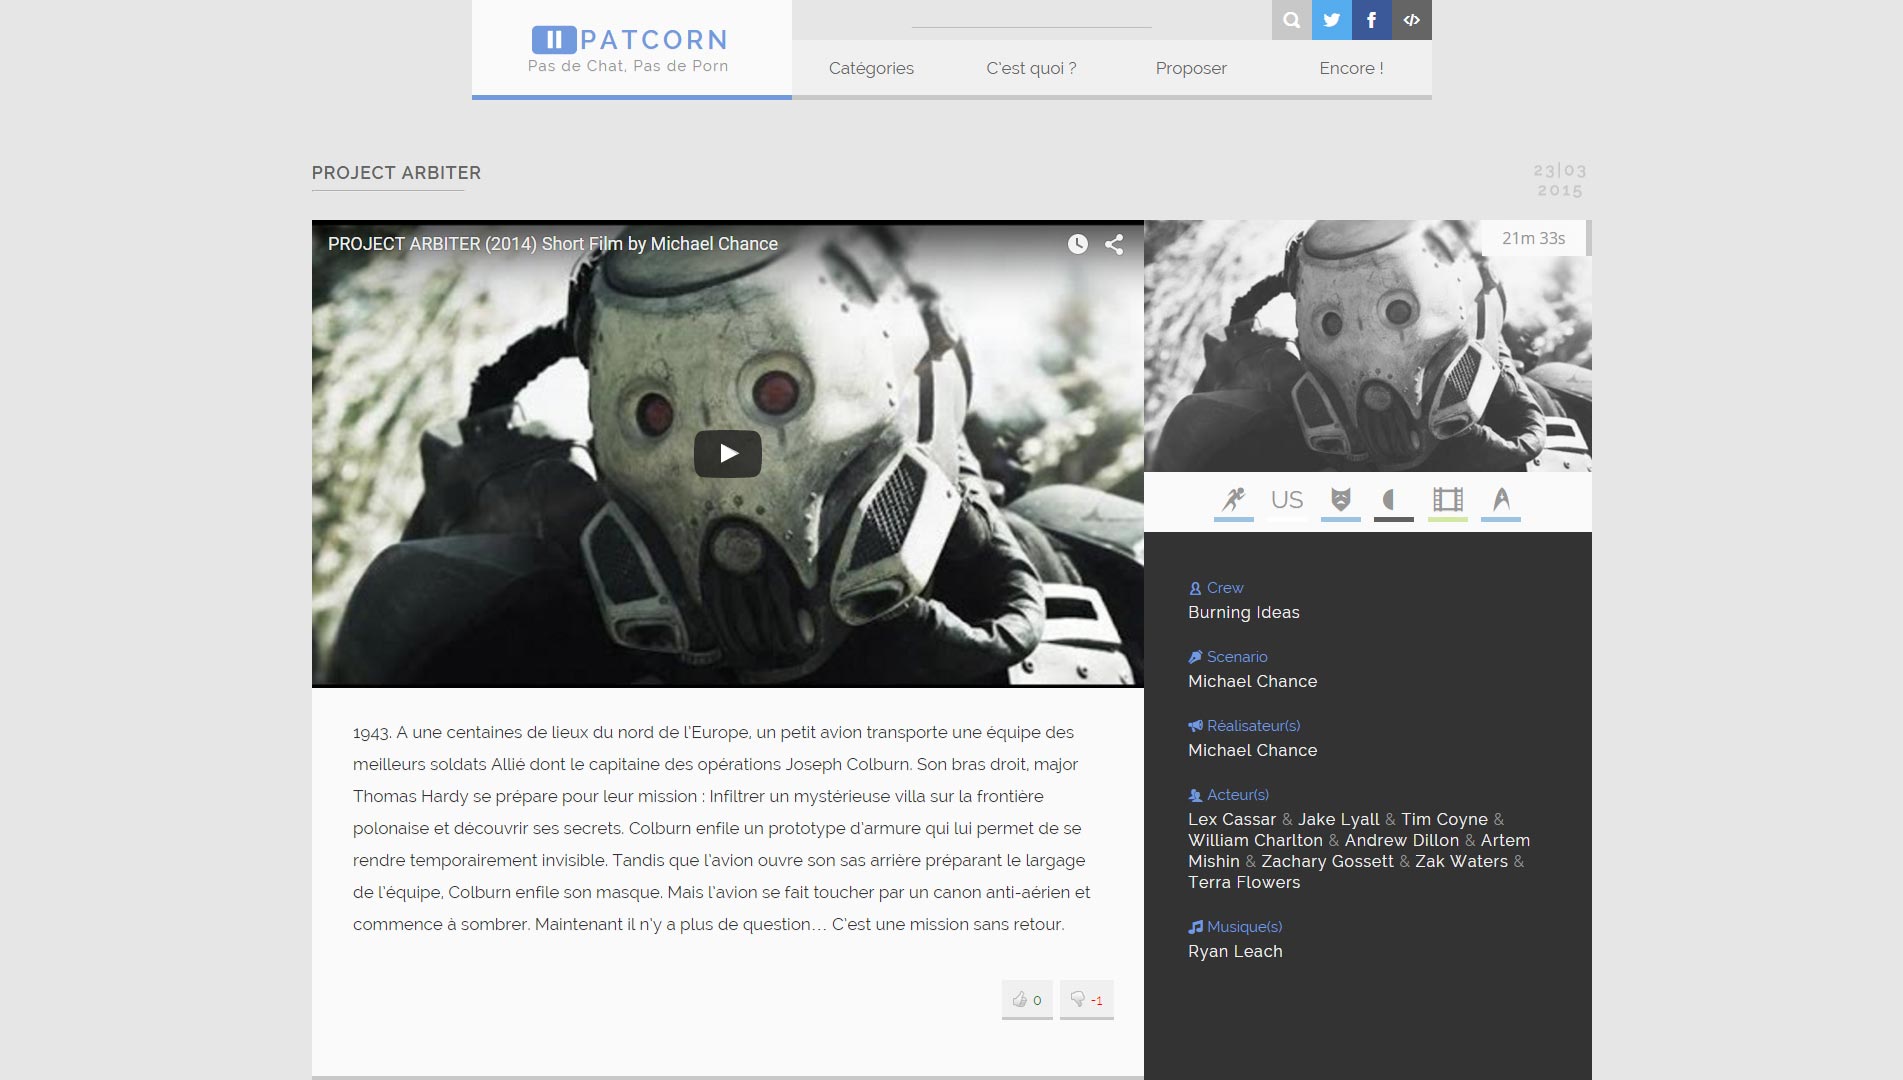 PATCORN
Pas de Chat, Pas de Porn
Catégories
C'est quoi ?
Proposer
Encore !
PROJECT ARBITER
23|03
2015
PROJECT ARBITER (2014) Short Film by Michael Chance
21m 33s
US
1943. A une centaines de lieux du nord de l'Europe, un petit avion transporte une équipe des
meilleurs soldats Allié dont le capitaine des opérations Joseph Colburn. Son bras droit, major
Thomas Hardy se prépare pour leur mission : Infiltrer un mystérieuse villa sur la frontière
polonaise et découvrir ses secrets. Colburn enfile un prototype d'armure qui lui permet de se
rendre temporairement invisible. Tandis que l'avion ouvre son sas arrière préparant le largage
de l'équipe, Colburn enfile son masque. Mais l'avion se fait toucher par un canon anti-aérien et
commence à sombrer. Maintenant il n'y a plus de question… C'est une mission sans retour.
0
-1
Crew
Burning Ideas
Scenario
Michael Chance
Réalisateur(s)
Michael Chance
Acteur(s)
Lex Cassar & Jake Lyall & Tim Coyne &
William Charlton & Andrew Dillon & Artem
Mishin & Zachary Gossett & Zak Waters &
Terra Flowers
Musique(s)
Ryan Leach